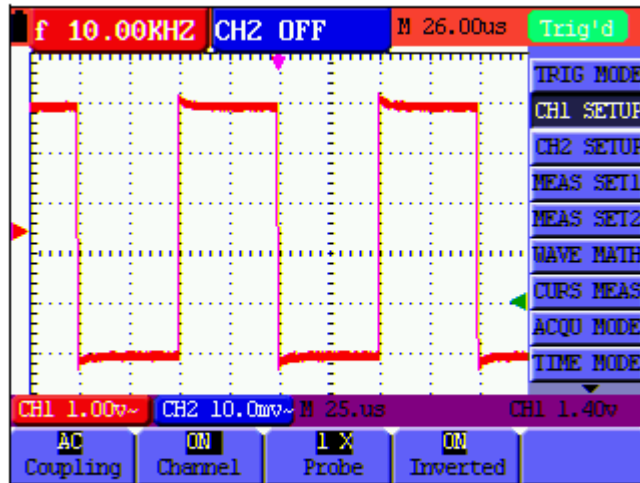 f 10.00KHZ CH2 OFF M 26.00us Trig'd
TRIG MODE
CH1 SETUP
CH2 SETUP
MEAS SET1
MEAS SET2
WAVE MATH
CURS MEAS
ACQU MODE
TIME MODE
CH1 1.00v~ CH2 10.0mv~ M 25.us CH1 1.40v
AC ON 1 X ON
Coupling Channel Probe Inverted